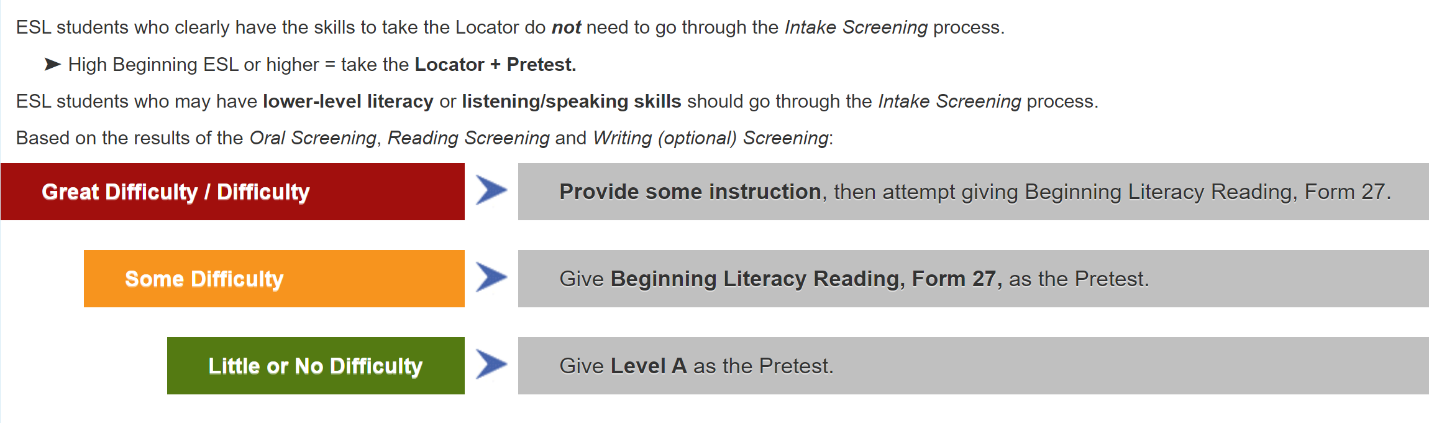 ESL students who clearly have the skills to take the Locator do not need to go through the Intake Screening process.
➤ High Beginning ESL or higher = take the Locator + Pretest.
ESL students who may have lower-level literacy or listening/speaking skills should go through the Intake Screening process.
Based on the results of the Oral Screening, Reading Screening and Writing (optional) Screening:
Great Difficulty / Difficulty
Provide some instruction, then attempt giving Beginning Literacy Reading, Form 27.
Some Difficulty
Give Beginning Literacy Reading, Form 27, as the Pretest.
Little or No Difficulty
Give Level A as the Pretest.